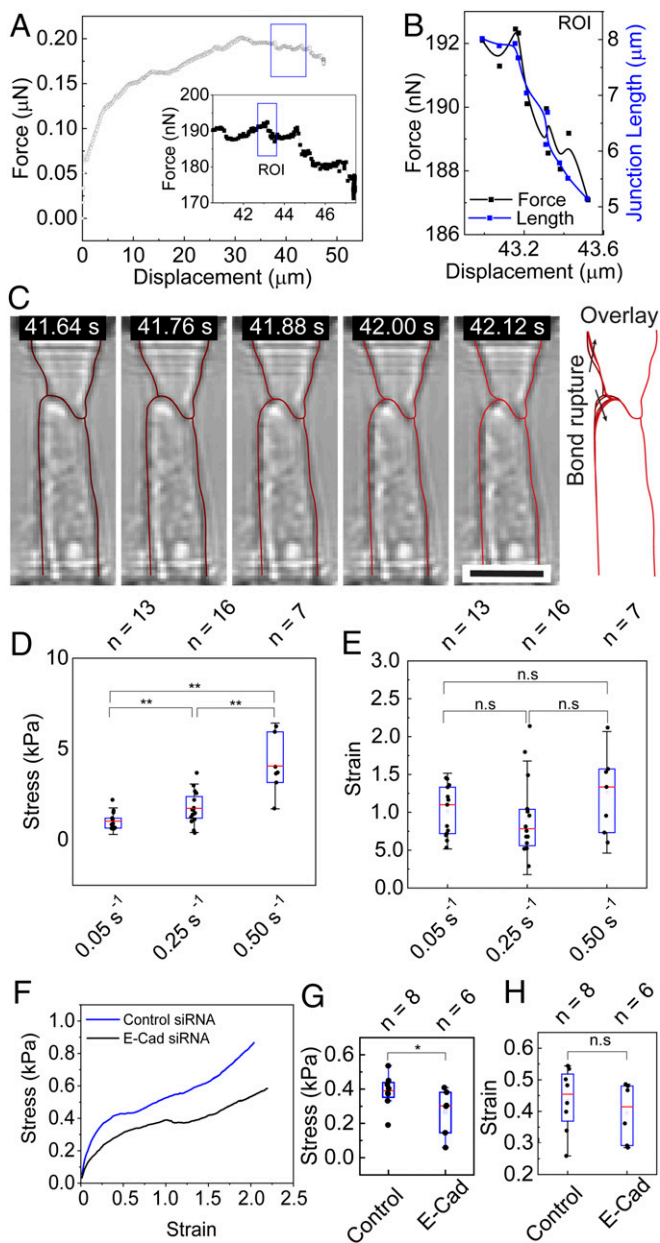 A
Force (μN)
0.20
0.15
0.10
0.05
0.00
0 10 20 30 40 50
Displacement (μm)
Force (nN)
200
190
180
170
42 44 46
ROI
B
ROI
Force (nN)
192
190
188
186
43.2 43.6
Displacement (μm)
8
7
6
5
Junction Length (μm)
Force
Length
C
41.64 s
41.76 s
41.88 s
42.00 s
42.12 s
Overlay
Bond rupture
D
n = 13
n = 16
n = 7
Stress (kPa)
10
5
0
**
**
**
0.05 s⁻¹
0.25 s⁻¹
0.50 s⁻¹
E
n = 13
n = 16
n = 7
Strain
3.0
2.5
2.0
1.5
1.0
5.0
0.0
n.s
n.s
n.s
0.05 s⁻¹
0.25 s⁻¹
0.50 s⁻¹
F
Stress (kPa)
1.0
0.8
0.6
0.4
0.2
0.0
Control siRNA
E-Cad siRNA
0.0 0.5 1.0 1.5 2.0 2.5
Strain
G
n = 8
n = 6
Stress (kPa)
0.6
0.4
0.2
0.0
*
Control
E-Cad
H
n = 8
n = 6
Strain
0.6
0.5
0.4
0.3
0.2
n.s
Control
E-Cad